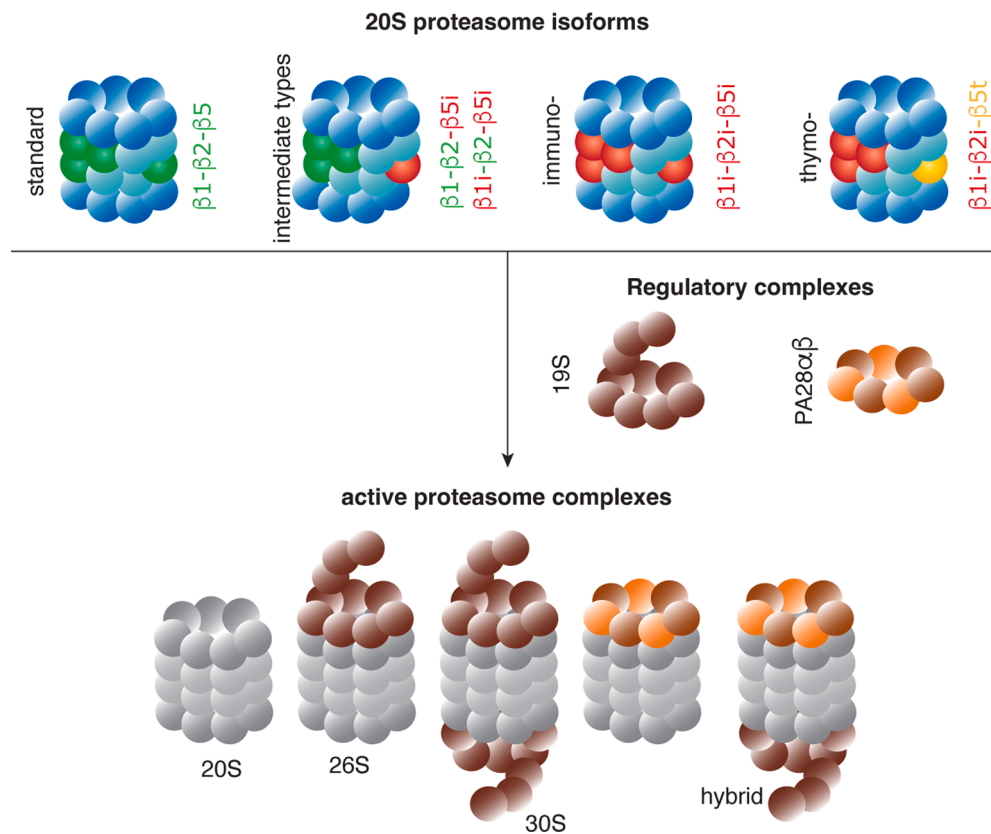 20S proteasome isoforms
standard
β1-β2-β5
intermediate types
β1-β2-β5i
β1i-β2-β5i
immuno-
β1i-β2i-β5i
thymo-
β1i-β2i-β5t
Regulatory complexes
19S
PA28αβ
active proteasome complexes
20S
26S
30S
hybrid